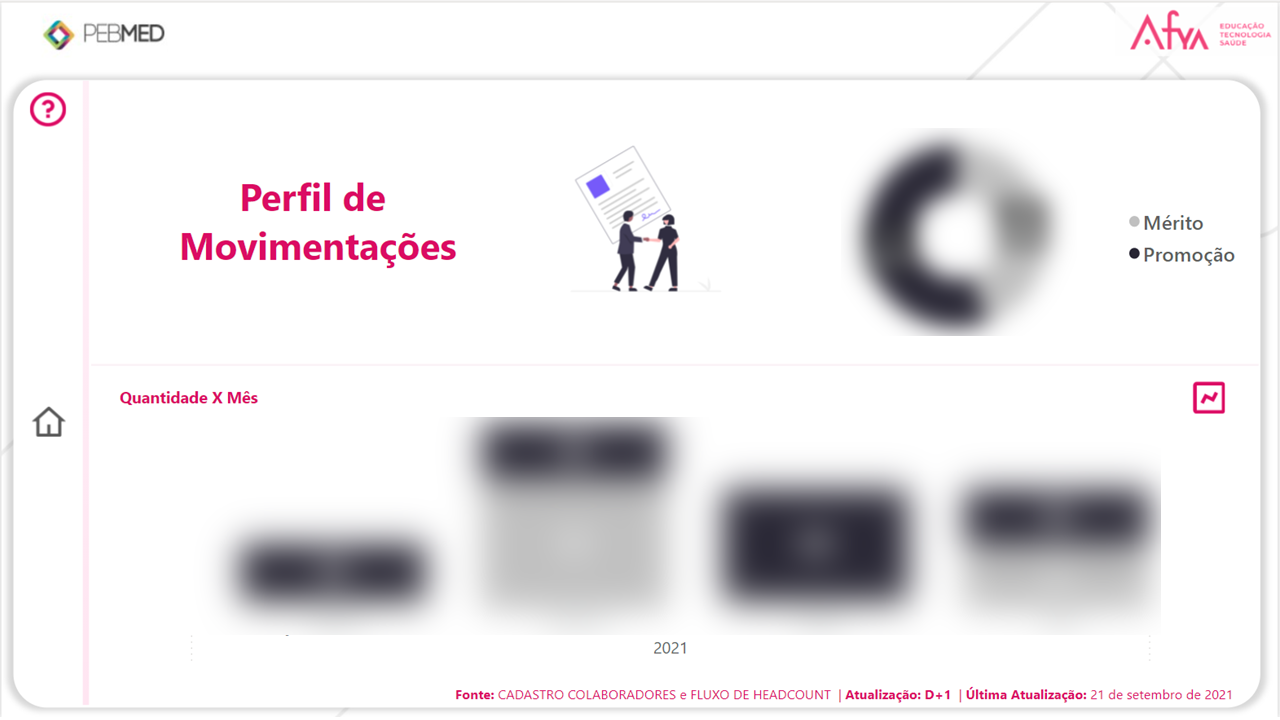 PEBMED
Afya
EDUCAÇÃO
TECNOLOGIA
SAÚDE
?
Perfil de
Movimentações
Mérito
Promoção
Quantidade X Mês
2021
Fonte: CADASTRO COLABORADORES e FLUXO DE HEADCOUNT | Atualização: D+1 | Última Atualização: 21 de setembro de 2021